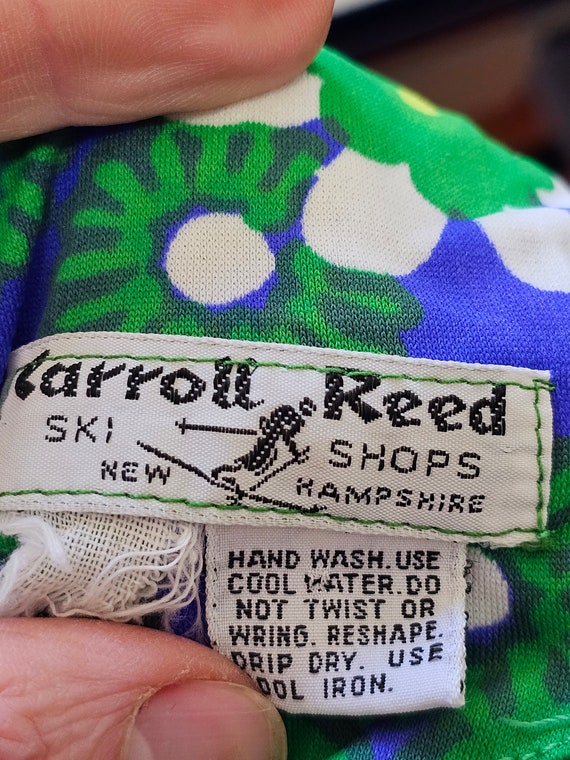 Carroll Reed
SKI SHOPS
NEW HAMPSHIRE
HAND WASH. USE
COOL WATER. DO
NOT TWIST OR
WRING. RESHAPE.
DRIP DRY. USE
COOL IRON.